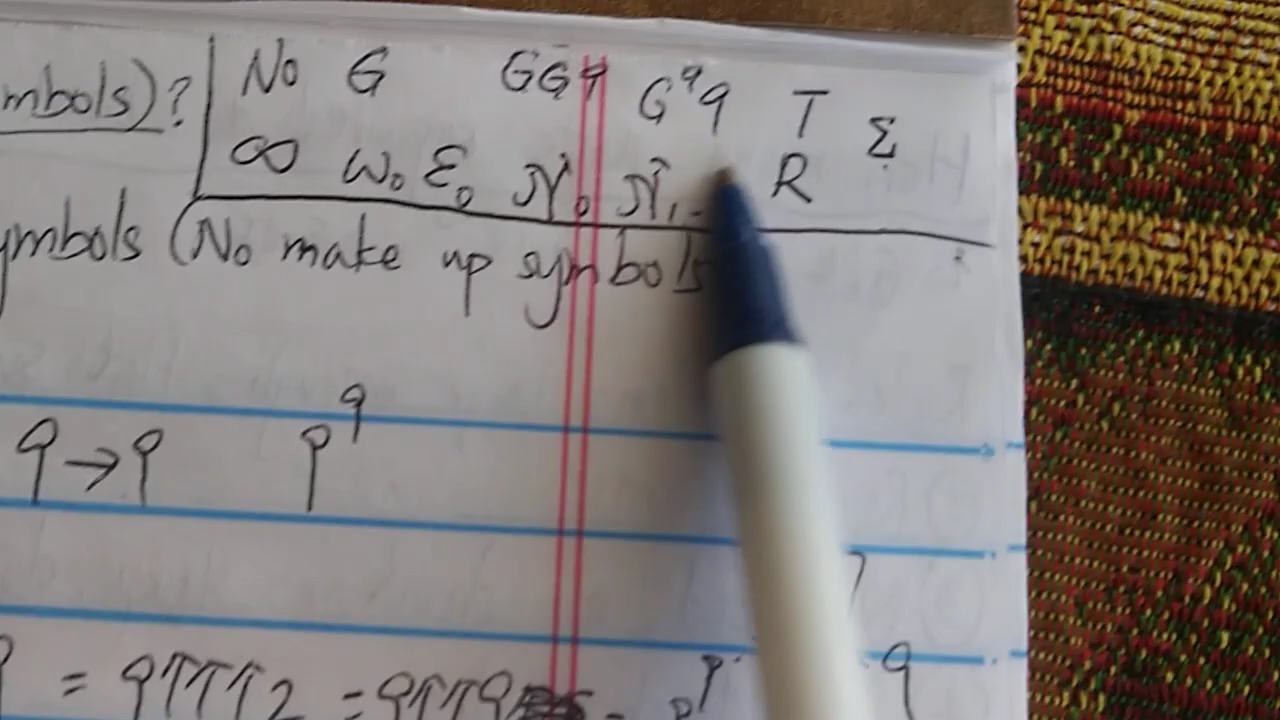 mbols)? No G GG9 G⁹9 T Σ
∞ ω₀ ε₀ ℵ₀ ℵ₁ R
ymbols (No make up symbols
9→9 9⁹
= 9↑↑↑2 = 9↑↑9
9